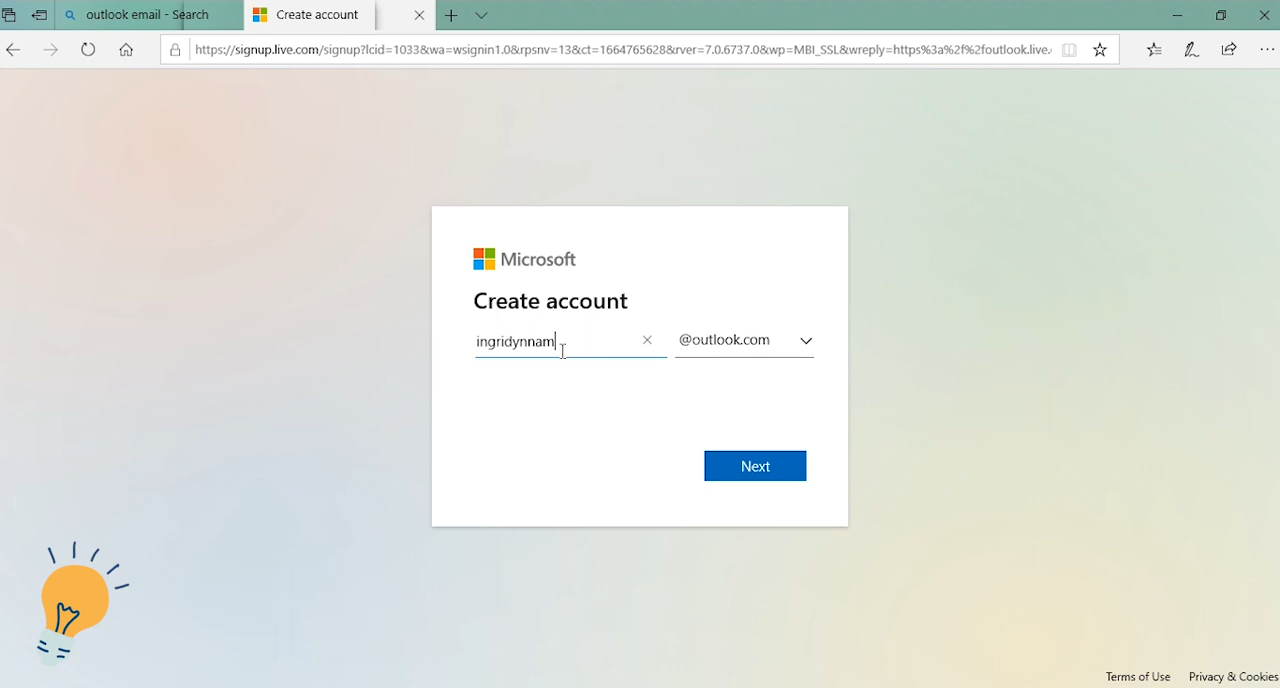 outlook email - Search
Create account
https://signup.live.com/signup?lcid=1033&wa=wsignin1.0&rpsnv=13&ct=1664765628&rver=7.0.6737.0&wp=MBI_SSL&wreply=https%3a%2f%2foutlook.live.
Microsoft
Create account
ingridynnam
@outlook.com
Next
Terms of Use
Privacy & Cookies